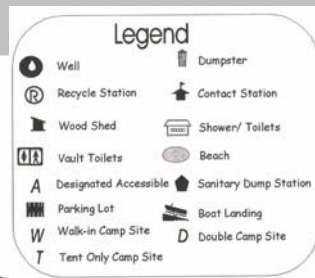 Legend
Well
Dumpster
R Recycle Station
Contact Station
Wood Shed
Shower/ Toilets
Vault Toilets
Beach
A Designated Accessible
Sanitary Dump Station
Parking Lot
Boat Landing
W Walk-in Camp Site
D Double Camp Site
T Tent Only Camp Site